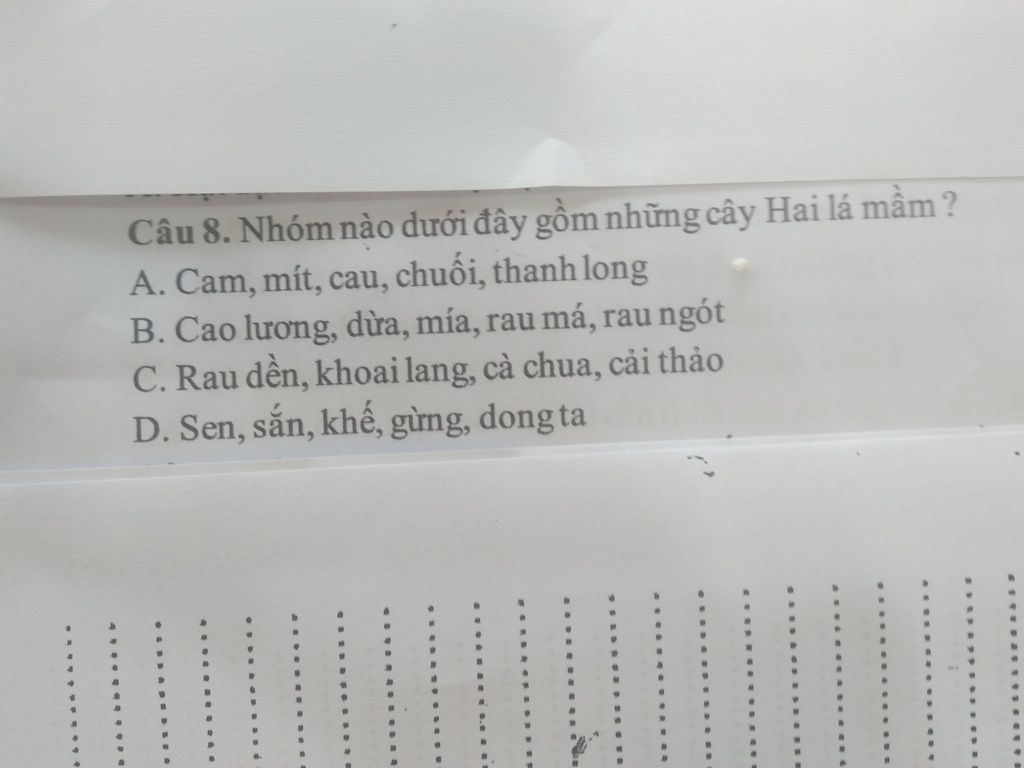 Câu 8. Nhóm nào dưới đây gồm những cây Hai lá mầm ?
A. Cam, mít, cau, chuối, thanh long
B. Cao lương, dừa, mía, rau má, rau ngót
C. Rau dền, khoai lang, cà chua, cải thảo
D. Sen, sắn, khế, gừng, dong ta